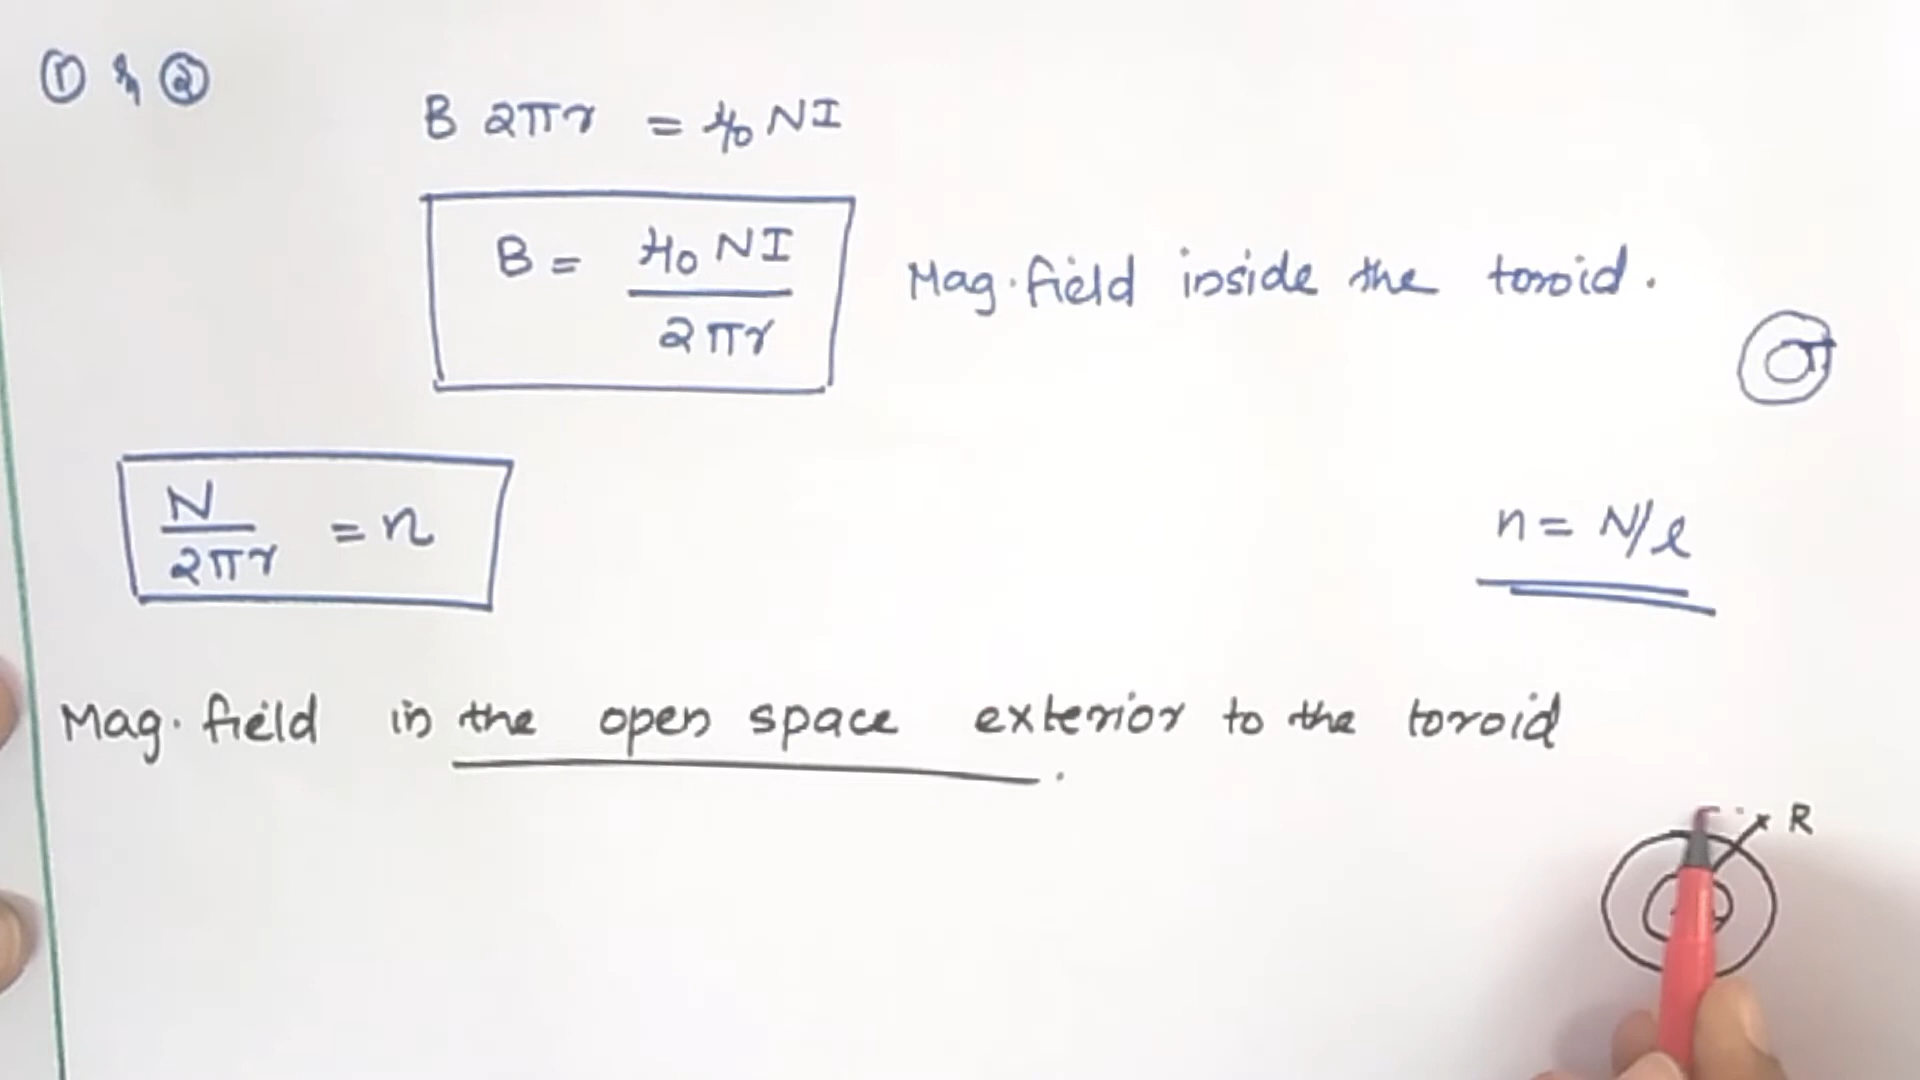 ① & ②
B 2πr = μ₀ NI
B = μ₀ NI / 2πr Mag. field inside the toroid.
N / 2πr = n
n = N/l
Mag. field in the open space exterior to the toroid.
R